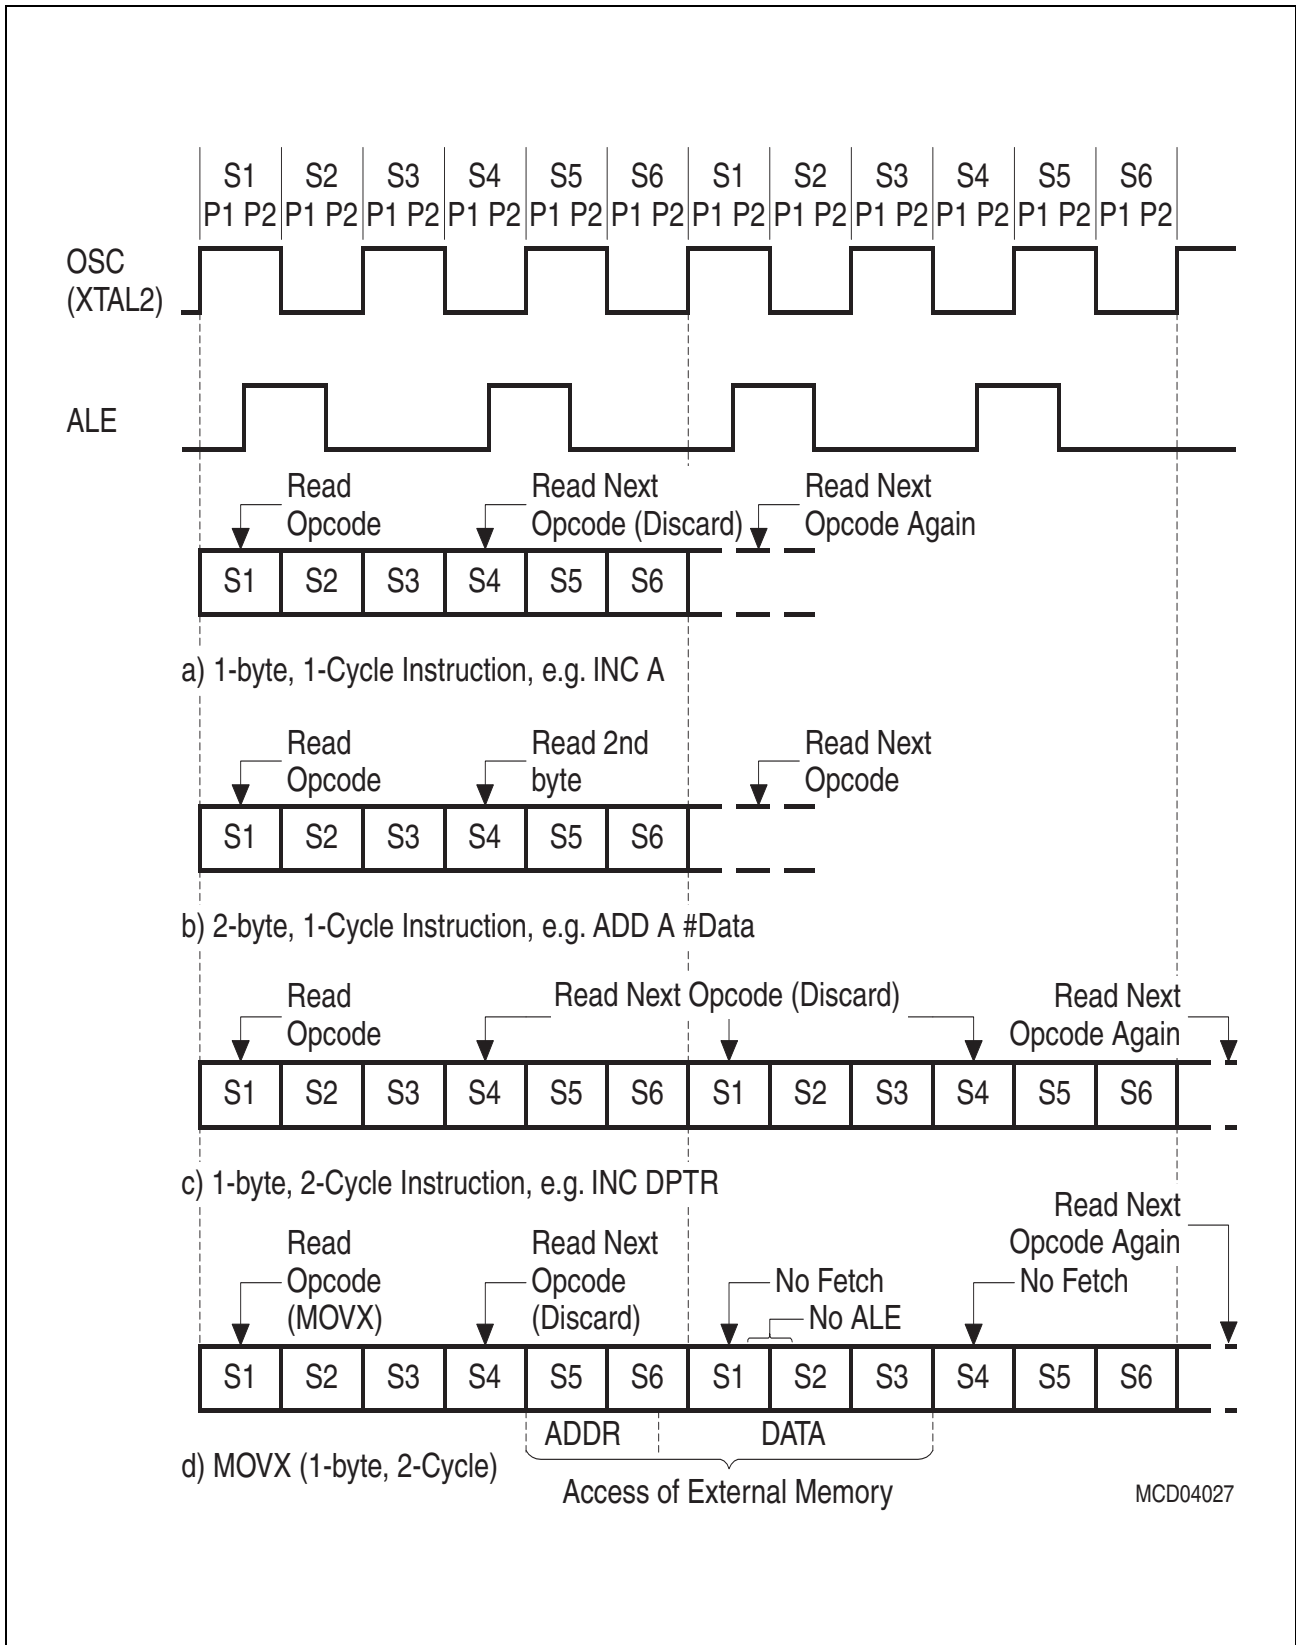 S1 S2 S3 S4 S5 S6 S1 S2 S3 S4 S5 S6
P1 P2 P1 P2 P1 P2 P1 P2 P1 P2 P1 P2 P1 P2 P1 P2 P1 P2 P1 P2 P1 P2 P1 P2
OSC
(XTAL2)
ALE
Read
Opcode
Read Next
Opcode (Discard)
Read Next
Opcode Again
S1 S2 S3 S4 S5 S6
a) 1-byte, 1-Cycle Instruction, e.g. INC A
Read
Opcode
Read 2nd
byte
Read Next
Opcode
S1 S2 S3 S4 S5 S6
b) 2-byte, 1-Cycle Instruction, e.g. ADD A #Data
Read
Opcode
Read Next Opcode (Discard)
Read Next
Opcode Again
S1 S2 S3 S4 S5 S6 S1 S2 S3 S4 S5 S6
c) 1-byte, 2-Cycle Instruction, e.g. INC DPTR
Read
Opcode
(MOVX)
Read Next
Opcode
(Discard)
No Fetch
No ALE
Read Next
Opcode Again
No Fetch
S1 S2 S3 S4 S5 S6 S1 S2 S3 S4 S5 S6
ADDR DATA
d) MOVX (1-byte, 2-Cycle)
Access of External Memory
MCD04027